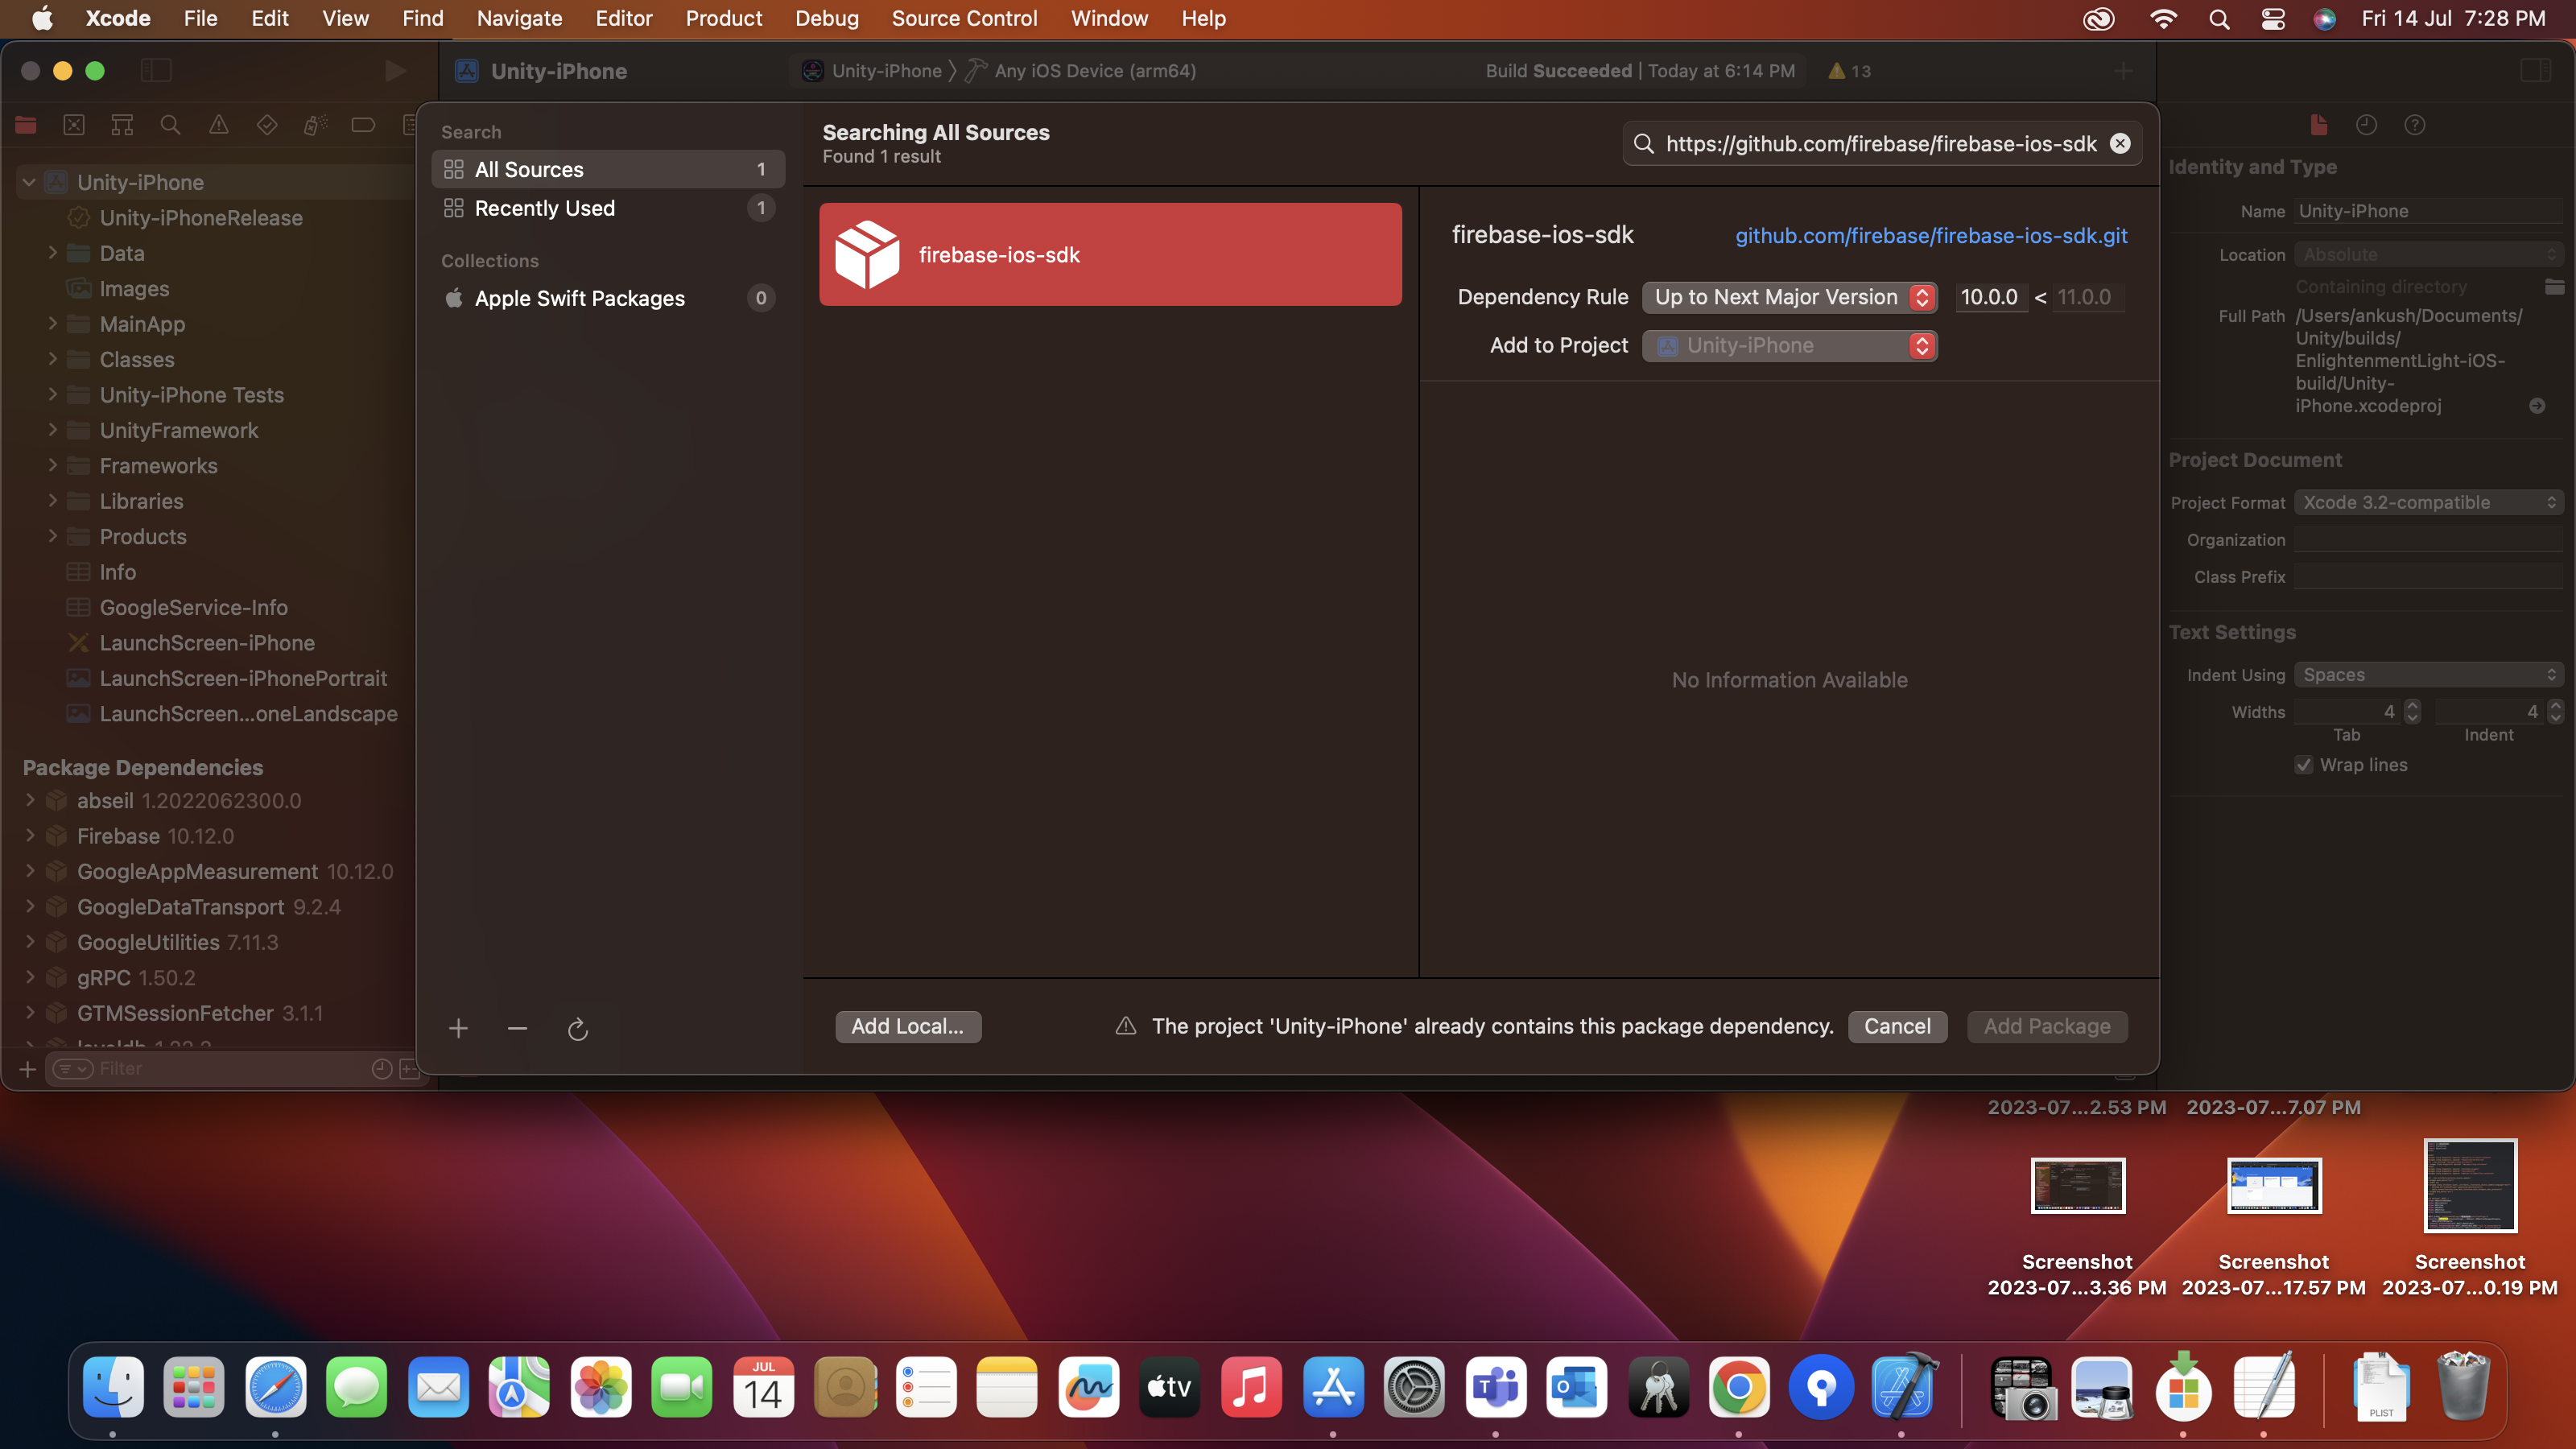 Xcode File Edit View Find Navigate Editor Product Debug Source Control Window Help Fri 14 Jul 7:28 PM
Unity-iPhone Unity-iPhone Any iOS Device (arm64) Build Succeeded | Today at 6:14 PM 13
Unity-iPhone
Unity-iPhoneRelease
Data
Images
MainApp
Classes
Unity-iPhone Tests
UnityFramework
Frameworks
Libraries
Products
Info
GoogleService-Info
LaunchScreen-iPhone
LaunchScreen-iPhonePortrait
LaunchScreen...oneLandscape
Package Dependencies
abseil 1.2022062300.0
Firebase 10.12.0
GoogleAppMeasurement 10.12.0
GoogleDataTransport 9.2.4
GoogleUtilities 7.11.3
gRPC 1.50.2
GTMSessionFetcher 3.1.1
Filter
Search
All Sources 1
Recently Used 1
Collections
Apple Swift Packages 0
Searching All Sources
Found 1 result
https://github.com/firebase/firebase-ios-sdk
firebase-ios-sdk
firebase-ios-sdk github.com/firebase/firebase-ios-sdk.git
Dependency Rule Up to Next Major Version 10.0.0 < 11.0.0
Add to Project Unity-iPhone
No Information Available
Add Local... The project 'Unity-iPhone' already contains this package dependency. Cancel Add Package
Identity and Type
Name Unity-iPhone
Location Absolute
Containing directory
Full Path /Users/ankush/Documents/
Unity/builds/
EnlightenmentLight-iOS-
build/Unity-
iPhone.xcodeproj
Project Document
Project Format Xcode 3.2-compatible
Organization
Class Prefix
Text Settings
Indent Using Spaces
Widths 4 4
Tab Indent
Wrap lines
2023-07...2.53 PM 2023-07...7.07 PM
Screenshot Screenshot Screenshot
2023-07...3.36 PM 2023-07...17.57 PM 2023-07...0.19 PM
JUL
14
tv
PLIST